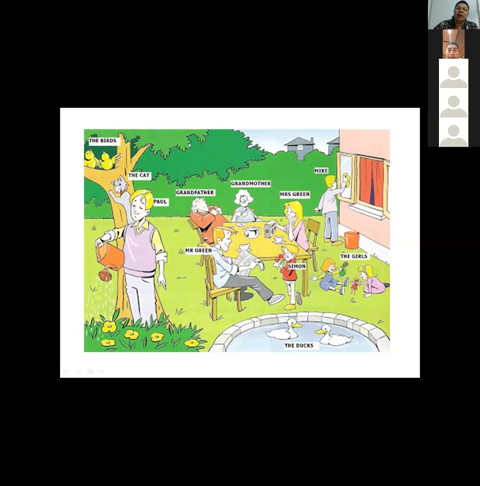 THE BIRDS
THE CAT
PAUL
GRANDFATHER
GRANDMOTHER
MIKE
MRS GREEN
MR GREEN
SIMON
THE GIRLS
THE DUCKS